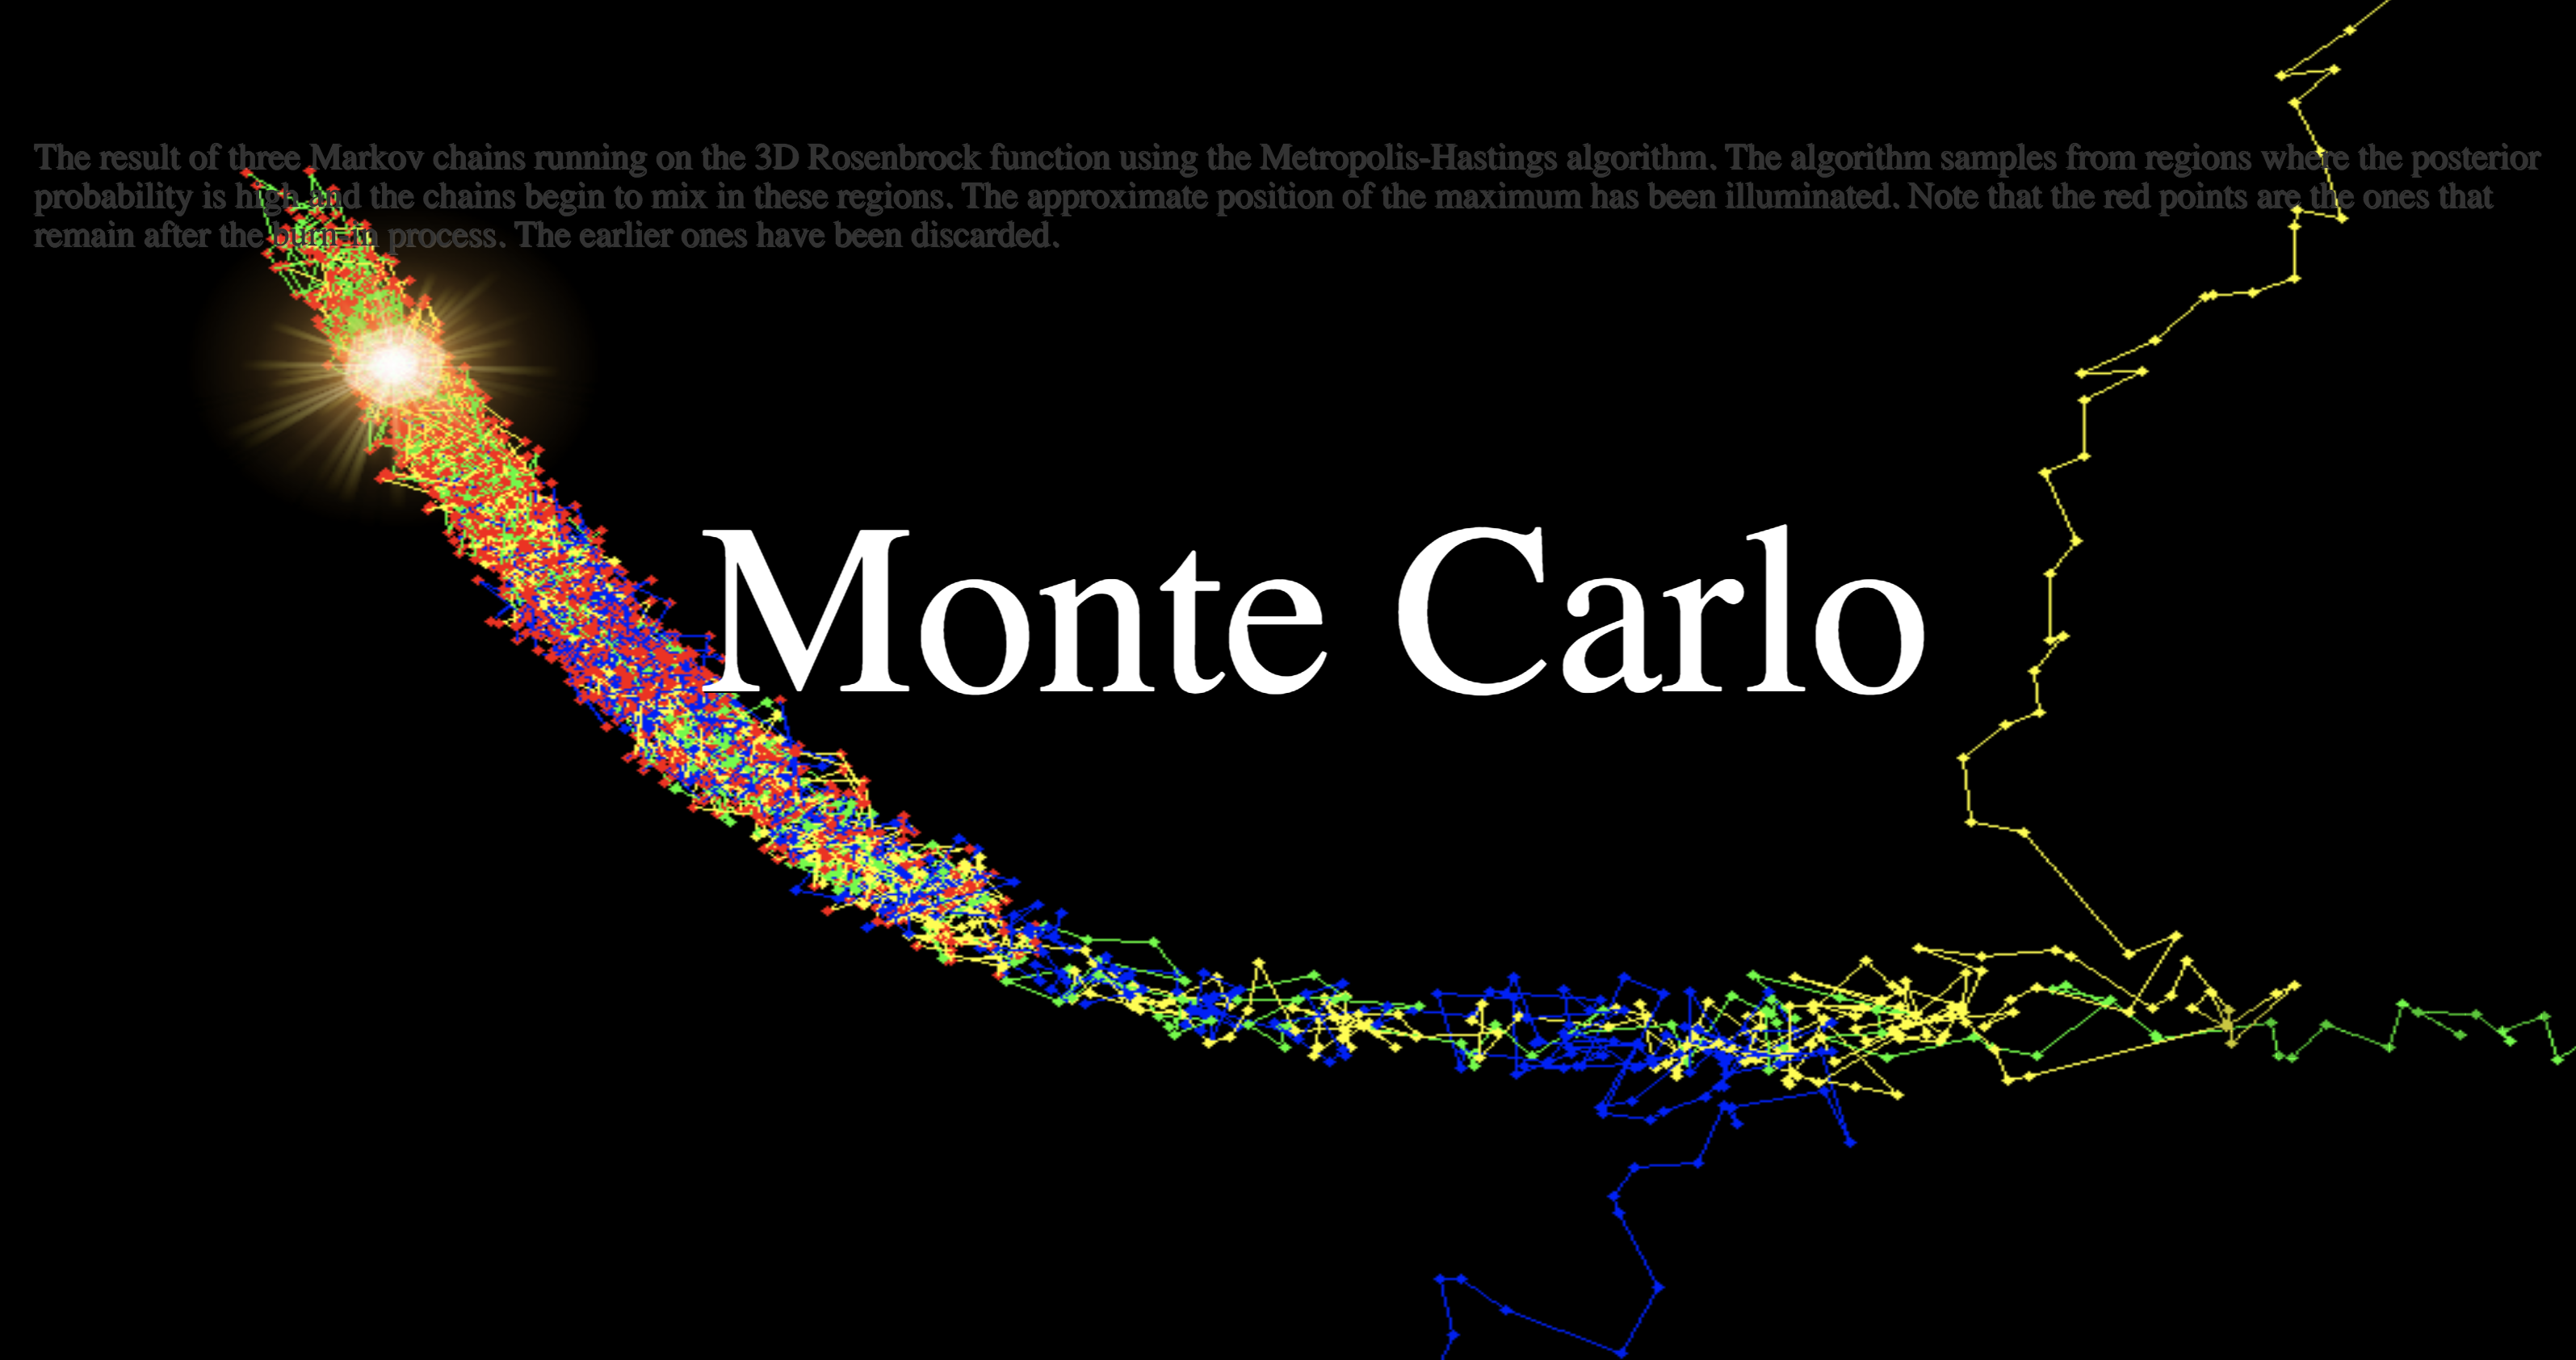 The result of three Markov chains running on the 3D Rosenbrock function using the Metropolis-Hastings algorithm. The algorithm samples from regions where the posterior
probability is high and the chains begin to mix in these regions. The approximate position of the maximum has been illuminated. Note that the red points are the ones that
remain after the burn-in process. The earlier ones have been discarded.
Monte Carlo